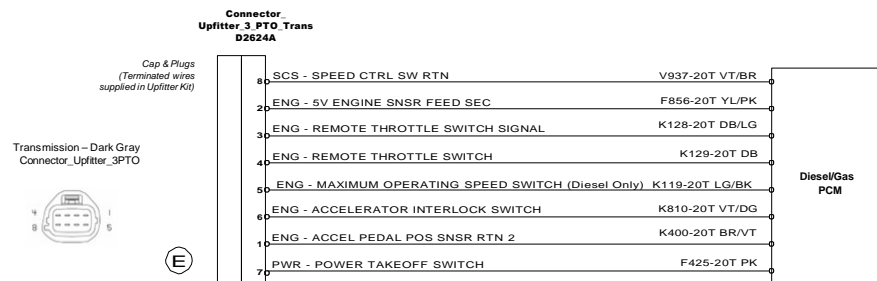 Connector_
Upfitter_3_PTO_Trans
D2624A
Cap & Plugs
(Terminated wires
supplied in Upfitter Kit)
8 SCS - SPEED CTRL SW RTN V937-20T VT/BR
2 ENG - 5V ENGINE SNSR FEED SEC F856-20T YL/PK
3 ENG - REMOTE THROTTLE SWITCH SIGNAL K128-20T DB/LG
Transmission – Dark Gray
Connector_Upfitter_3PTO
4 ENG - REMOTE THROTTLE SWITCH K129-20T DB
5 ENG - MAXIMUM OPERATING SPEED SWITCH (Diesel Only) K119-20T LG/BK
Diesel/Gas
PCM
6 ENG - ACCELERATOR INTERLOCK SWITCH K810-20T VT/DG
4 1
8 5
1 ENG - ACCEL PEDAL POS SNSR RTN 2 K400-20T BR/VT
E
7 PWR - POWER TAKEOFF SWITCH F425-20T PK